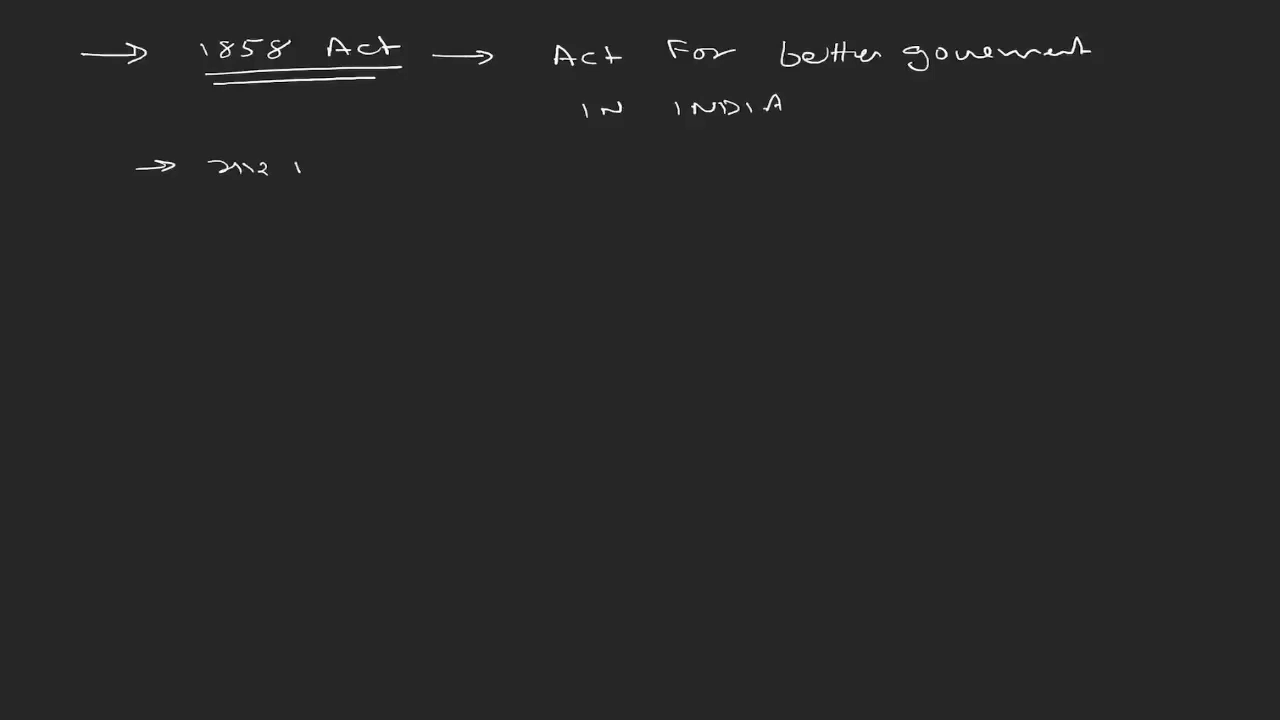 → 1858 Act → Act For better government
IN INDIA
→